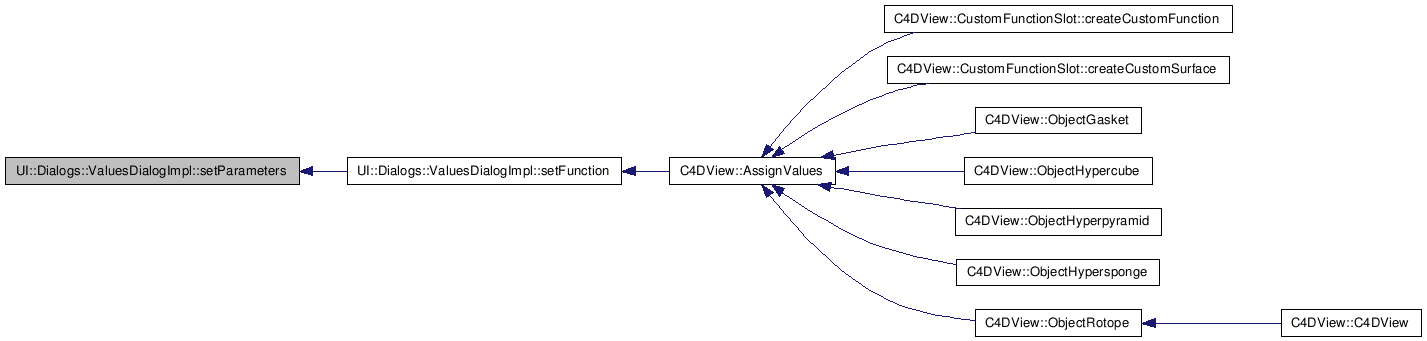 C4DView::CustomFunctionSlot::createCustomFunction
C4DView::CustomFunctionSlot::createCustomSurface
C4DView::ObjectGasket
UI::Dialogs::ValuesDialogImpl::setParameters
UI::Dialogs::ValuesDialogImpl::setFunction
C4DView::AssignValues
C4DView::ObjectHypercube
C4DView::ObjectHyperpyramid
C4DView::ObjectHypersponge
C4DView::ObjectRotope
C4DView::C4DView